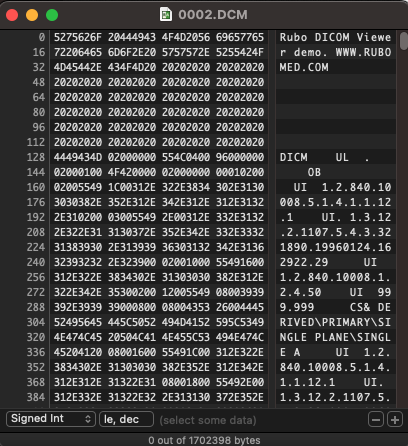 0002.DCM
0 5275626F 20444943 4F4D2056 69657765 Rubo DICOM Viewe
16 72206465 6D6F2E20 5757572E 5255424F r demo. WWW.RUBO
32 4D45442E 434F4D20 20202020 20202020 MED.COM
48 20202020 20202020 20202020 20202020
64 20202020 20202020 20202020 20202020
80 20202020 20202020 20202020 20202020
96 20202020 20202020 20202020 20202020
112 20202020 20202020 20202020 20202020
128 4449434D 02000000 554C0400 96000000 DICM UL .
144 02000100 4F420000 02000000 00010200 OB
160 02005549 1C00312E 322E3834 302E3130 UI 1.2.840.10
176 3030382E 352E312E 342E312E 312E3132 008.5.1.4.1.1.12
192 2E310200 03005549 2E00312E 332E3132 .1 UI. 1.3.12
208 2E322E31 3130372E 352E342E 332E3332 .2.1107.5.4.3.32
224 31383930 2E313939 36303132 342E3136 1890.19960124.16
240 32393232 2E323900 02001000 55491600 2922.29 UI
256 312E322E 3834302E 31303030 382E312E 1.2.840.10008.1.
272 322E342E 35300200 12005549 08003939 2.4.50 UI 99
288 392E3939 39000800 08004353 26004445 9.999 CS& DE
304 52495645 445C5052 494D4152 595C5349 RIVED\PRIMARY\SI
320 4E474C45 20504C41 4E455C53 494E474C NGLE PLANE\SINGL
336 45204120 08001600 55491C00 312E322E E A UI 1.2.
352 3834302E 31303030 382E352E 312E342E 840.10008.5.1.4.
368 312E312E 31322E31 08001800 55492E00 1.1.12.1 UI.
384 312E332E 31322E32 2E313130 372E352E 1.3.12.2.1107.5.
Signed Int le, dec (select some data)
0 out of 1702398 bytes